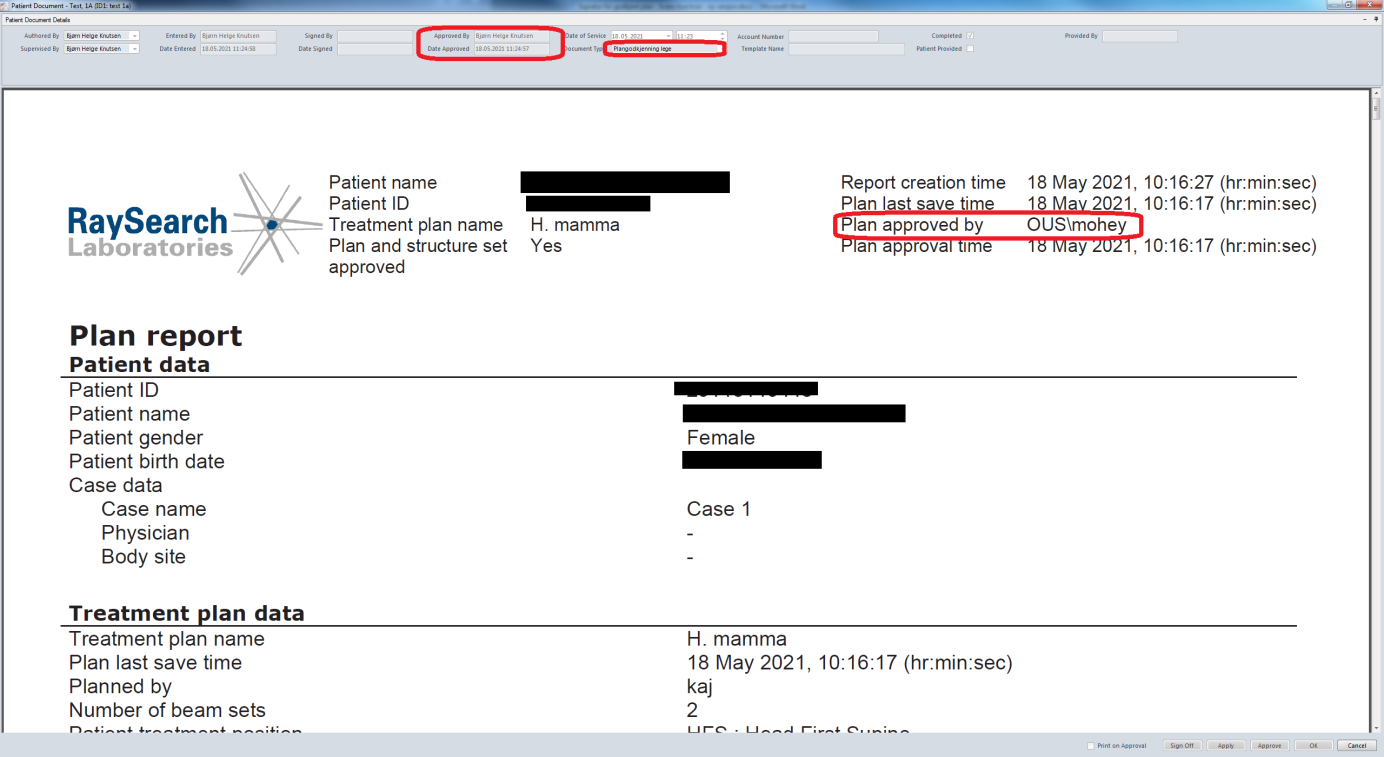 Patient Document - Test, 1A (ID1: test 1a)
Patient Document Details
Authored By Bjørn Helge Knutsen Entered By Bjørn Helge Knutsen Signed By Approved By Bjørn Helge Knutsen Date of Service 18.05.2021 11:23 Account Number Completed Provided By
Supervised By Bjørn Helge Knutsen Date Entered 18.05.2021 11:24:58 Date Signed Date Approved 18.05.2021 11:24:57 Document Type Plangodkjenning lege Template Name Patient Provided
RaySearch
Laboratories
Patient name
Patient ID
Treatment plan name H. mamma
Plan and structure set Yes
approved
Report creation time 18 May 2021, 10:16:27 (hr:min:sec)
Plan last save time 18 May 2021, 10:16:17 (hr:min:sec)
Plan approved by OUS\mohey
Plan approval time 18 May 2021, 10:16:17 (hr:min:sec)
Plan report
Patient data
Patient ID
Patient name
Patient gender Female
Patient birth date
Case data
Case name Case 1
Physician -
Body site -
Treatment plan data
Treatment plan name H. mamma
Plan last save time 18 May 2021, 10:16:17 (hr:min:sec)
Planned by kaj
Number of beam sets 2
Patient treatment position HFS : Head First Supine
Print on Approval Sign Off Apply Approve OK Cancel